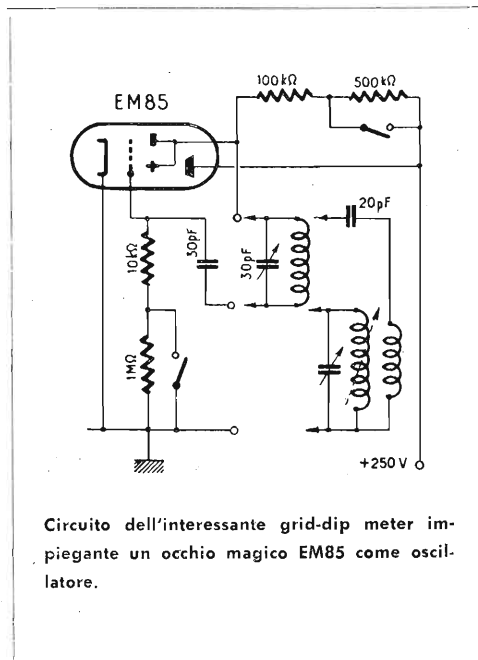 100kΩ
500kΩ
EM85
20pF
10kΩ
30pF
30pF
1MΩ
+250 V
Circuito dell'interessante grid-dip meter im-
piegante un occhio magico EM85 come oscil-
latore.